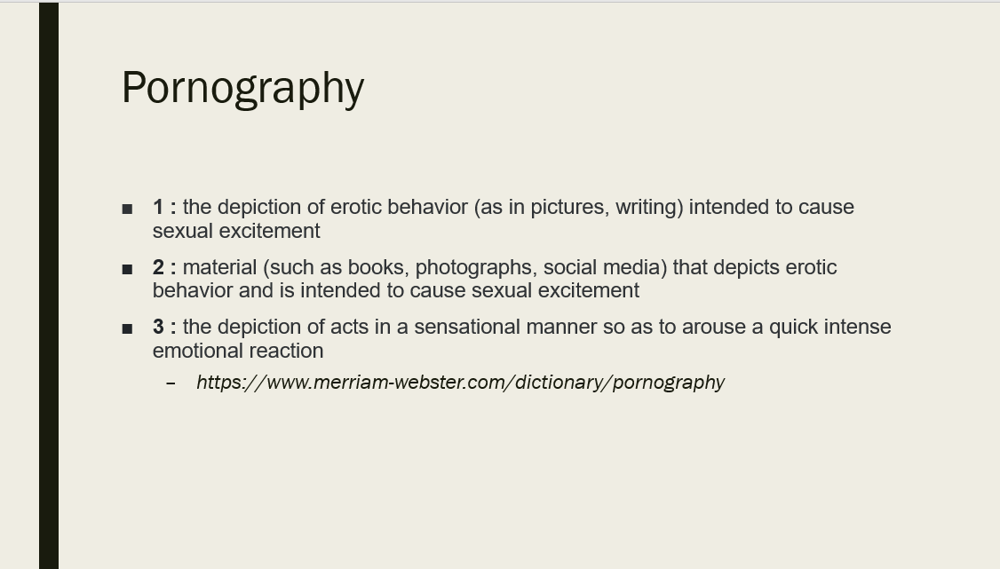 Pornography
■ 1 : the depiction of erotic behavior (as in pictures, writing) intended to cause
sexual excitement
■ 2 : material (such as books, photographs, social media) that depicts erotic
behavior and is intended to cause sexual excitement
■ 3 : the depiction of acts in a sensational manner so as to arouse a quick intense
emotional reaction
– https://www.merriam-webster.com/dictionary/pornography